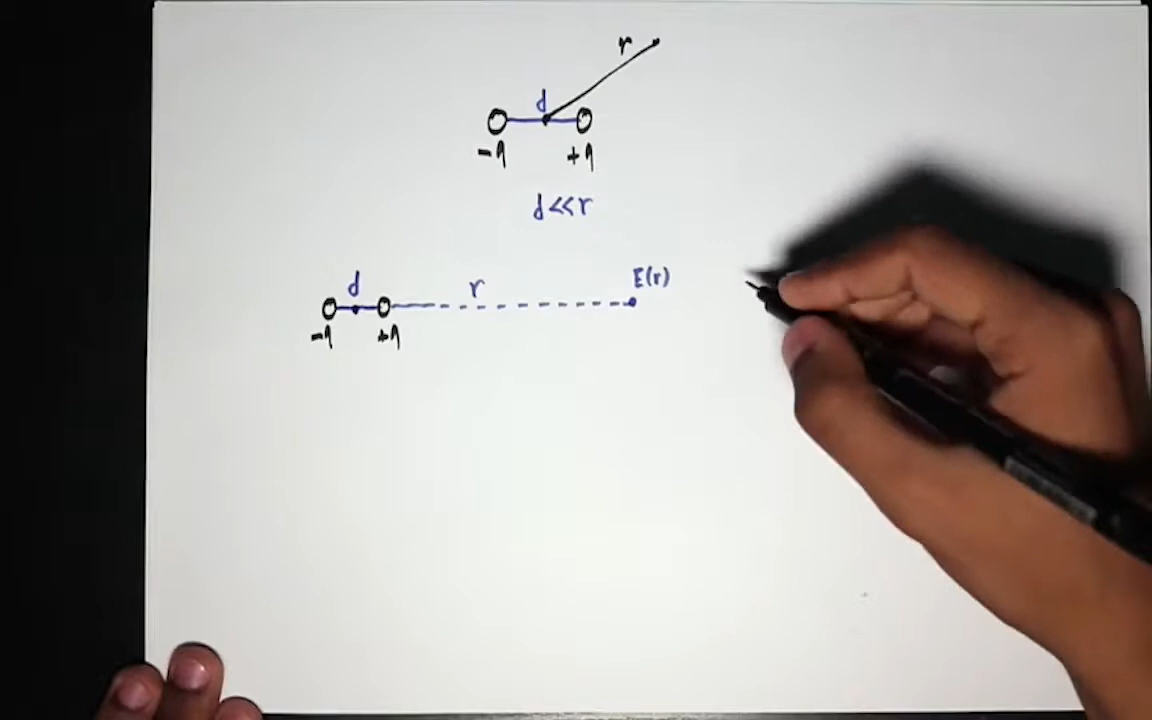 r
d
-q +q
d<<r
d r E(r)
-q +q